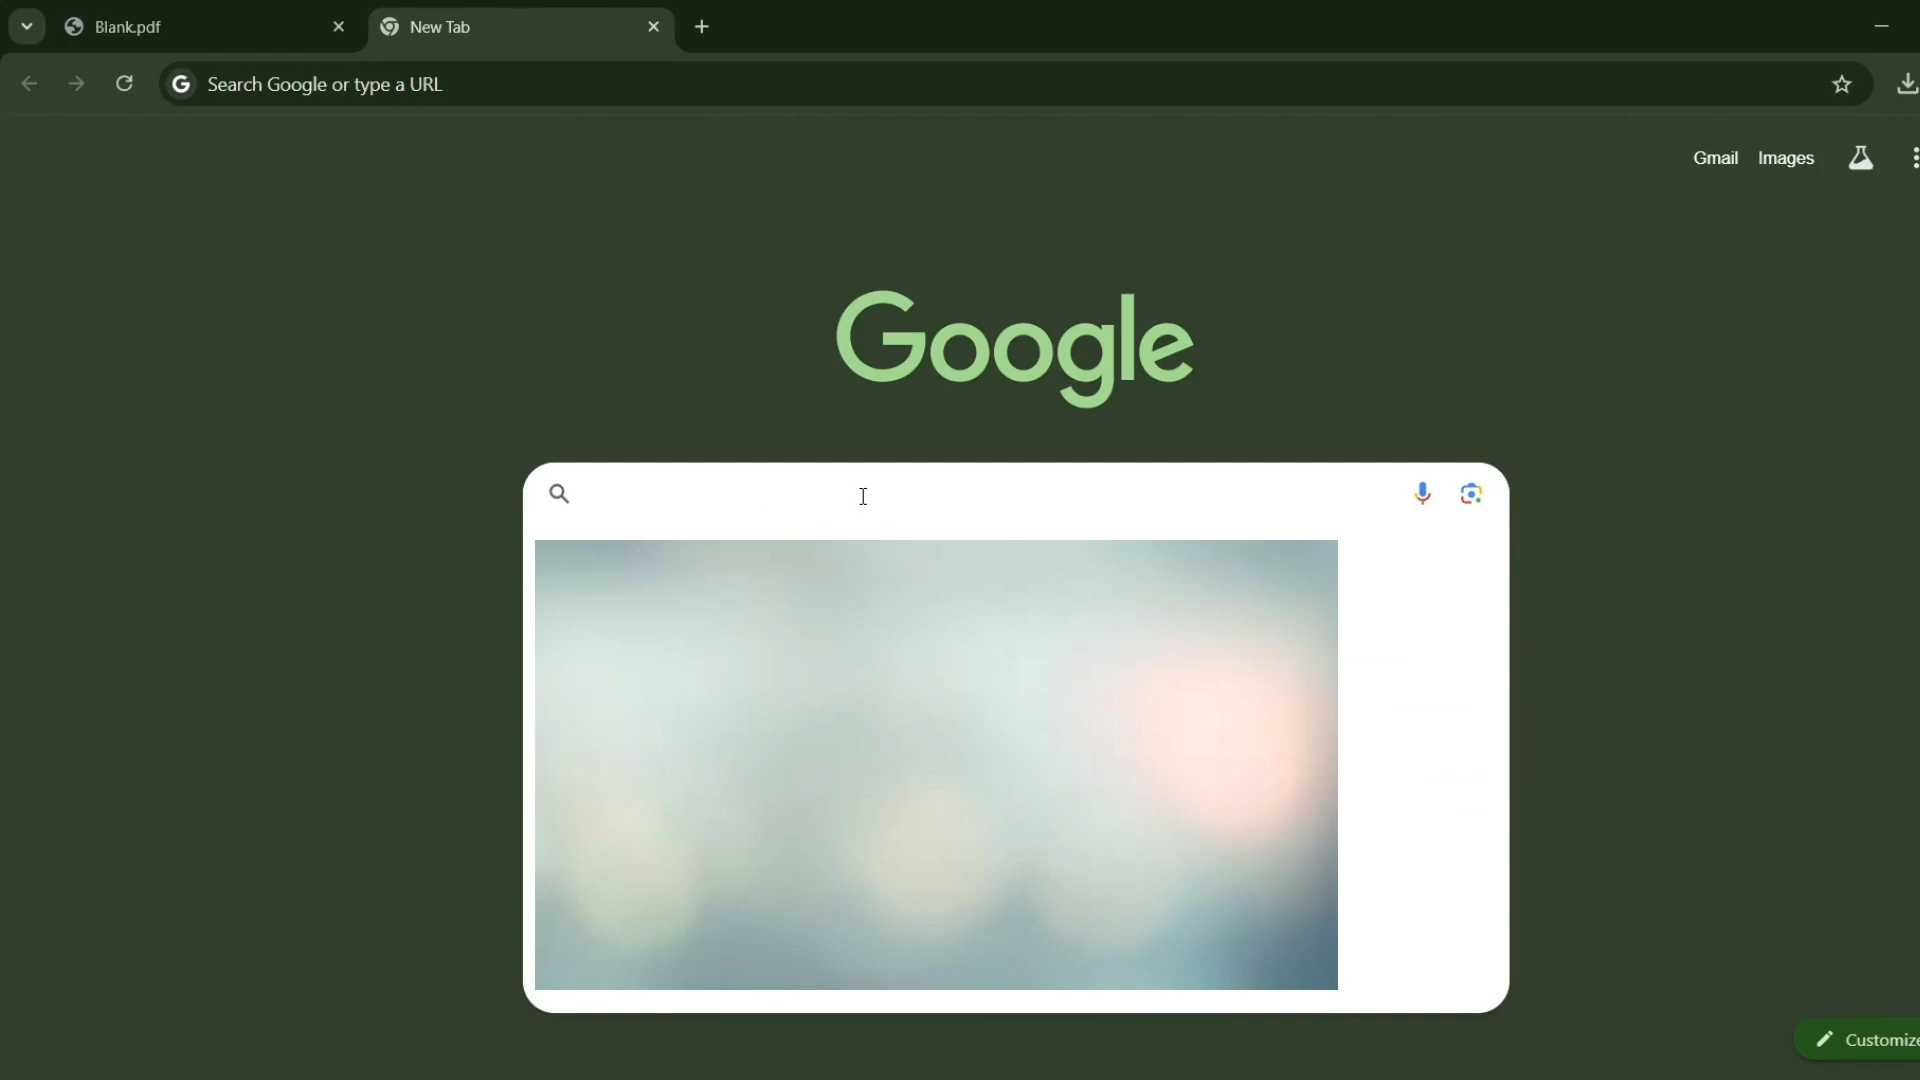 Blank.pdf
New Tab
Search Google or type a URL
Gmail Images
Google
Customize